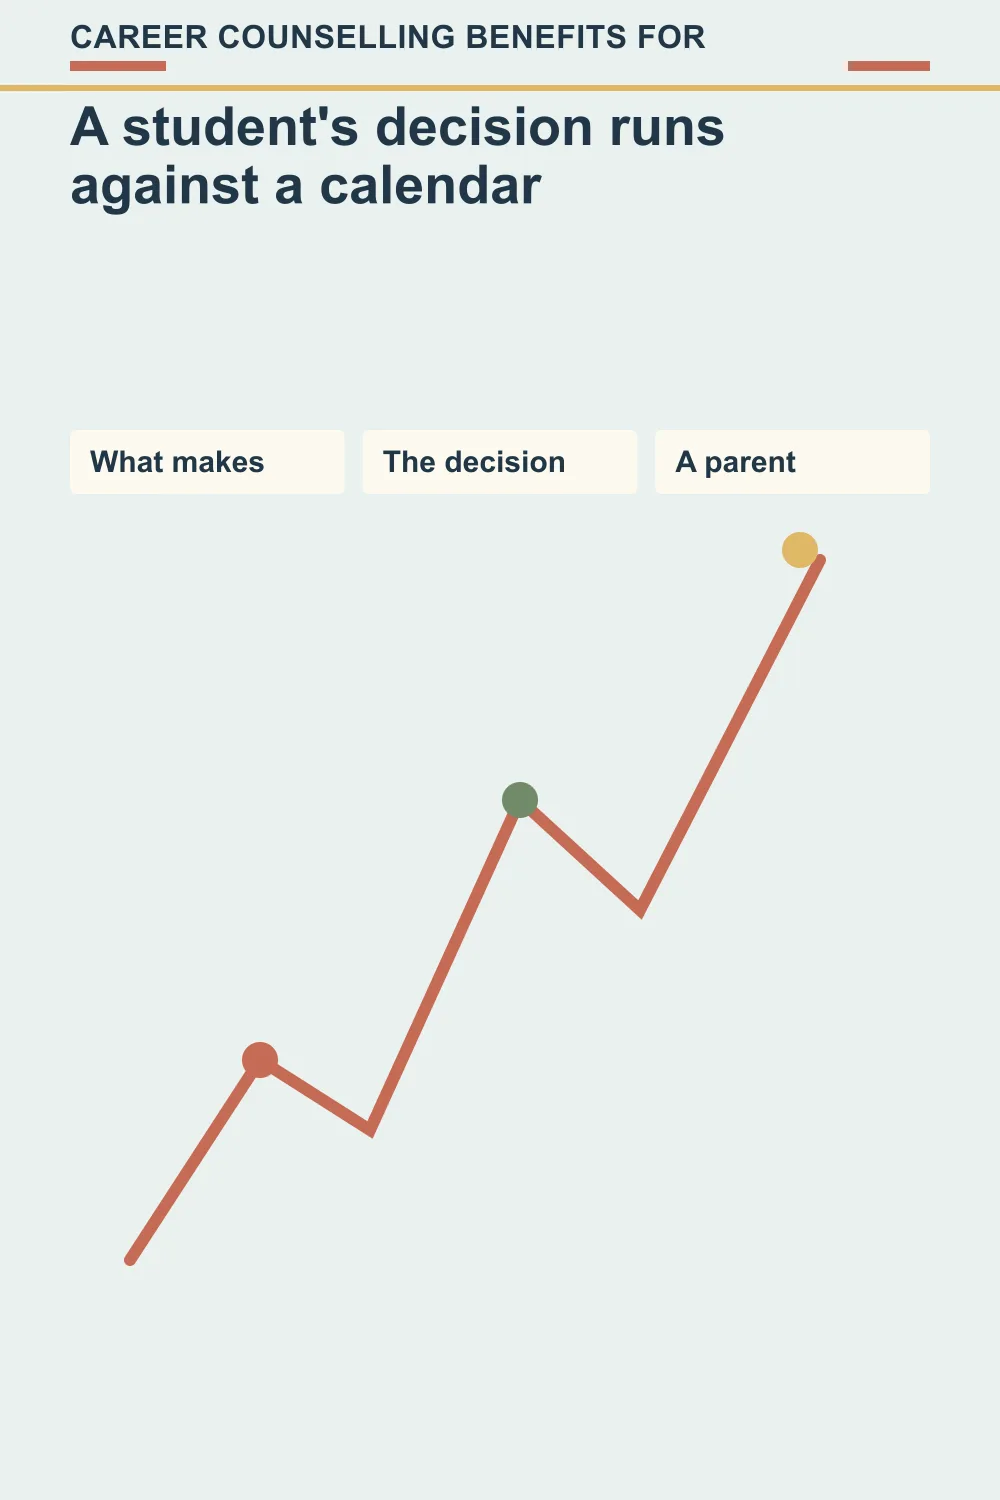 CAREER COUNSELLING BENEFITS FOR
A student's decision runs
against a calendar
What makes
The decision
A parent